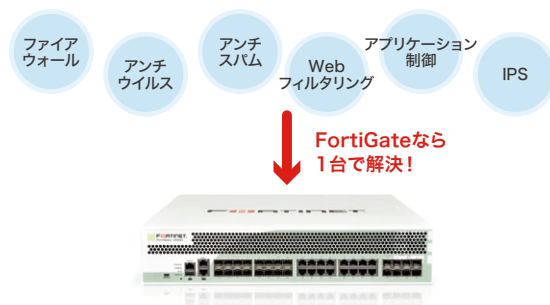 ファイア
ウォール
アンチ
ウイルス
アンチ
スパム
Web
フィルタリング
アプリケーション
制御
IPS
FortiGateなら
1台で解決！
FORTINET
FORTINET